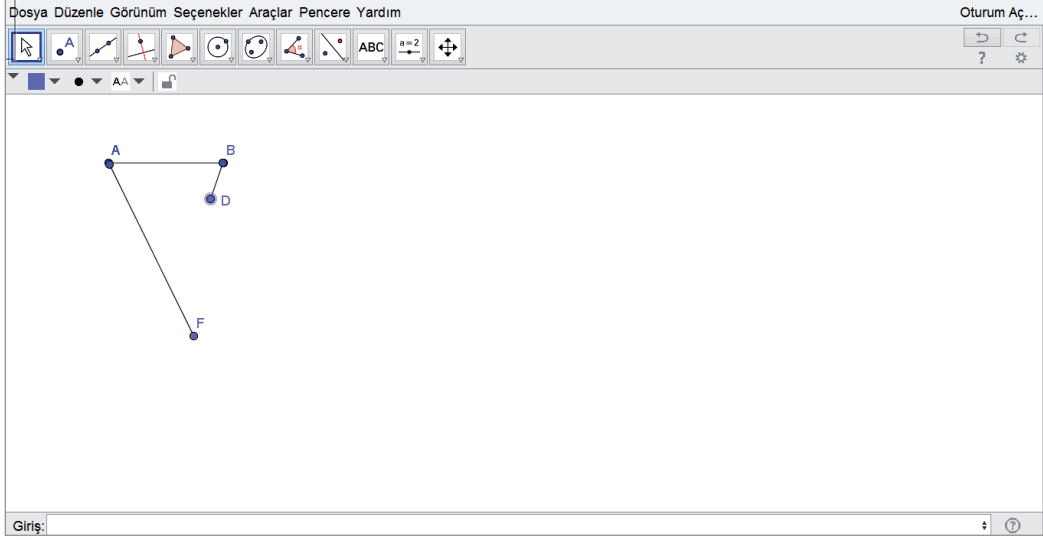 Dosya Düzenle Görünüm Seçenekler Araçlar Pencere Yardım Oturum Aç...
A ABC a=2 ?
AA
A B
D
F
Giriş: ?